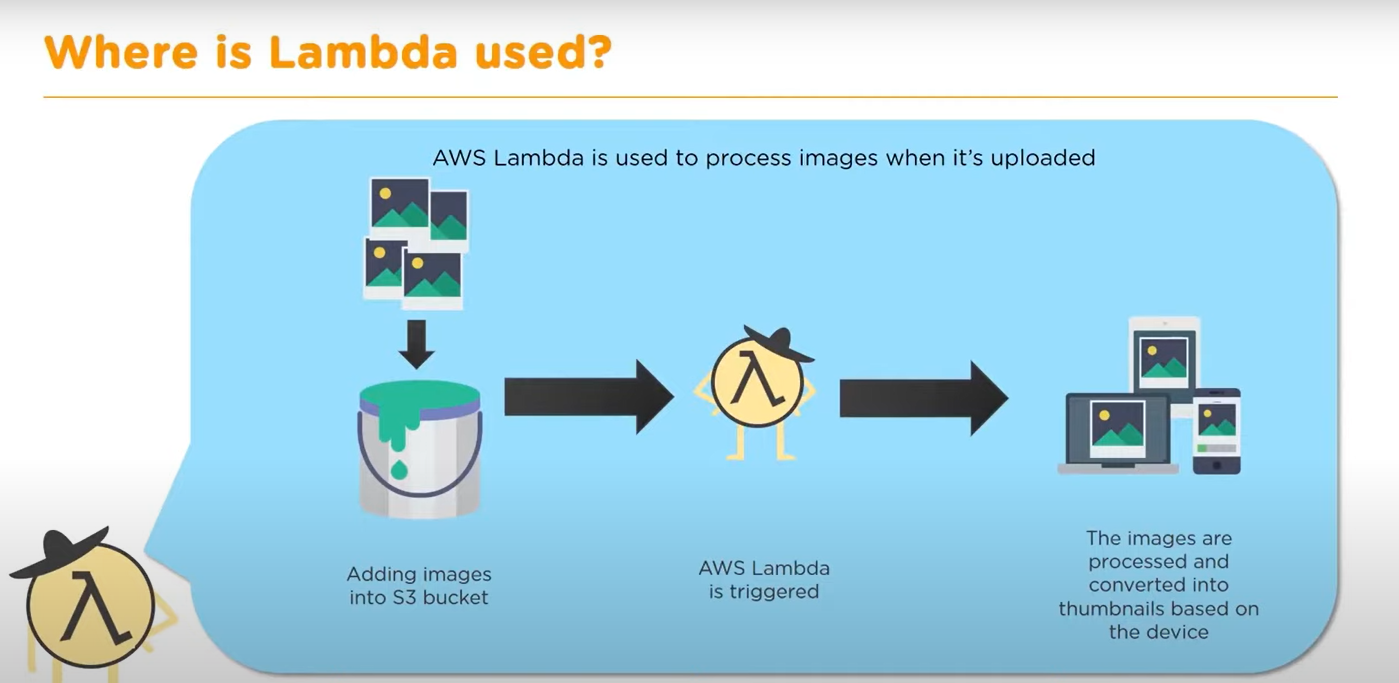 Where is Lambda used?
AWS Lambda is used to process images when it's uploaded
Adding images
into S3 bucket
AWS Lambda
is triggered
The images are
processed and
converted into
thumbnails based on
the device